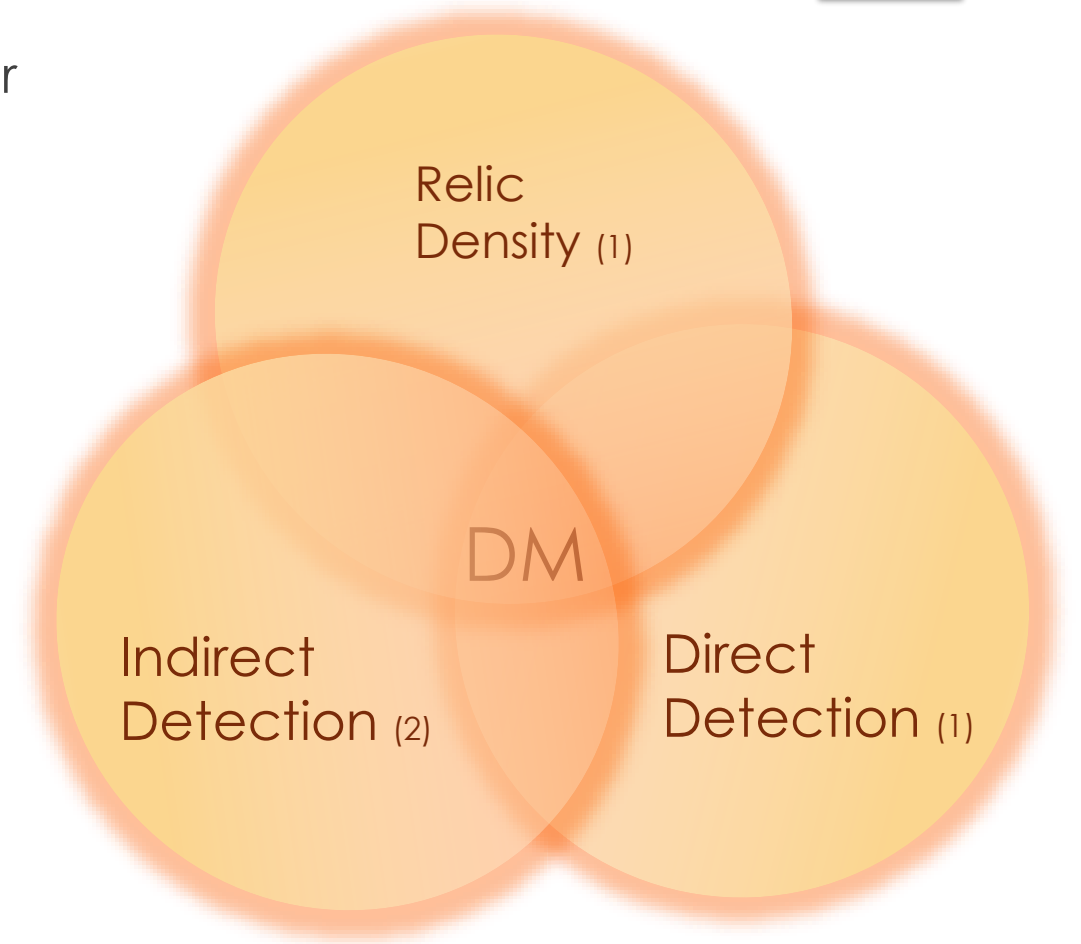 r
Relic
Density (1)
DM
Indirect
Detection (2)
Direct
Detection (1)